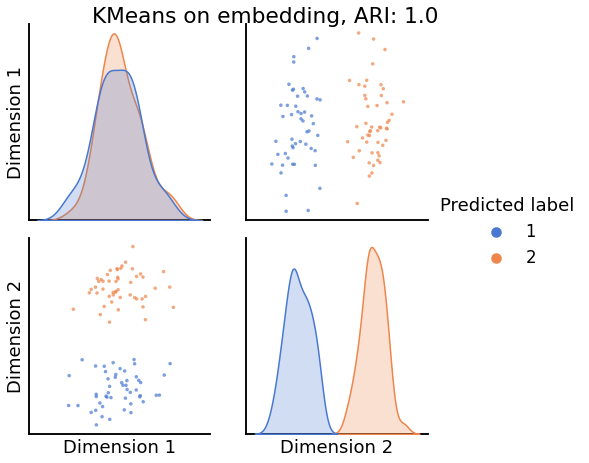 KMeans on embedding, ARI: 1.0
Dimension 1
Predicted label
1
2
Dimension 2
Dimension 1
Dimension 2